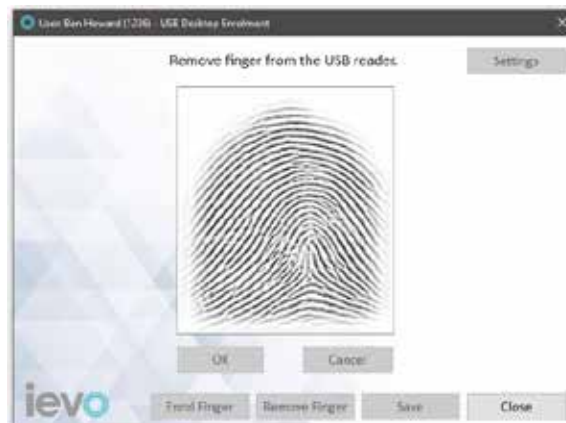 User Ben Howard (1236) - USB Desktop Enrolment
Remove finger from the USB reader.
Settings
OK
Cancel
ievo
Enrol Finger
Remove Finger
Save
Close